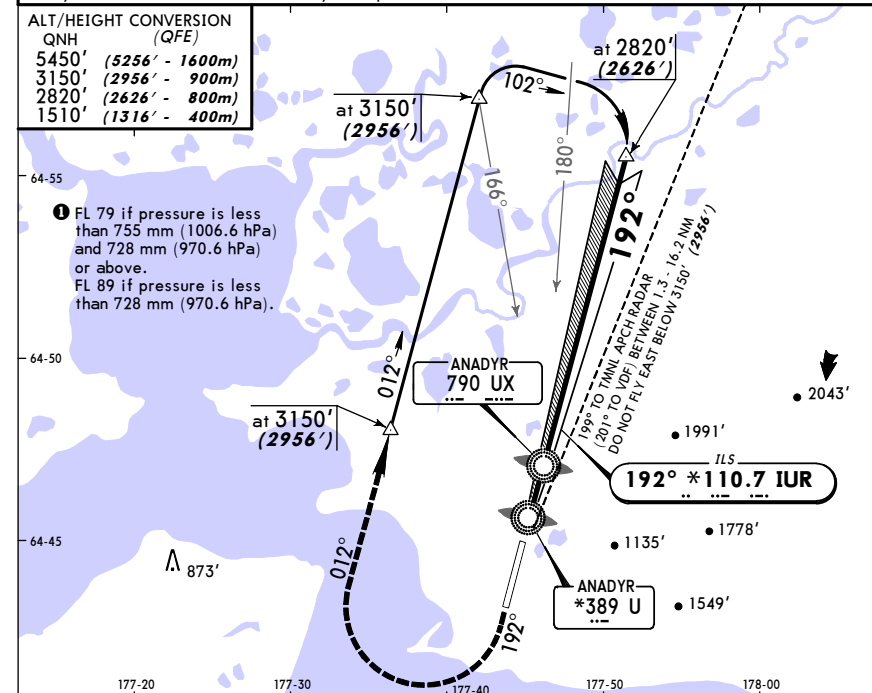 ALT/HEIGHT CONVERSION
QNH (QFE)
5450' (5256' - 1600m)
3150' (2956' - 900m)
2820' (2626' - 800m)
1510' (1316' - 400m)
at 2820'
(2626')
102°
at 3150'
(2956')
180°
166°
64-55
192°
❶ FL 79 if pressure is less
than 755 mm (1006.6 hPa)
and 728 mm (970.6 hPa)
or above.
FL 89 if pressure is less
than 728 mm (970.6 hPa).
199° TO TMNL APCH RADAR
(201° TO VDF) BETWEEN 1.3 - 16.2 NM
DO NOT FLY EAST BELOW 3150' (2956')
64-50
012°
ANADYR
790 UX
2043'
at 3150'
(2956')
1991'
ILS
192° *110.7 IUR
64-45
012°
1135'
1778'
873'
ANADYR
*389 U
1549'
192°
177-20
177-30
177-40
177-50
178-00